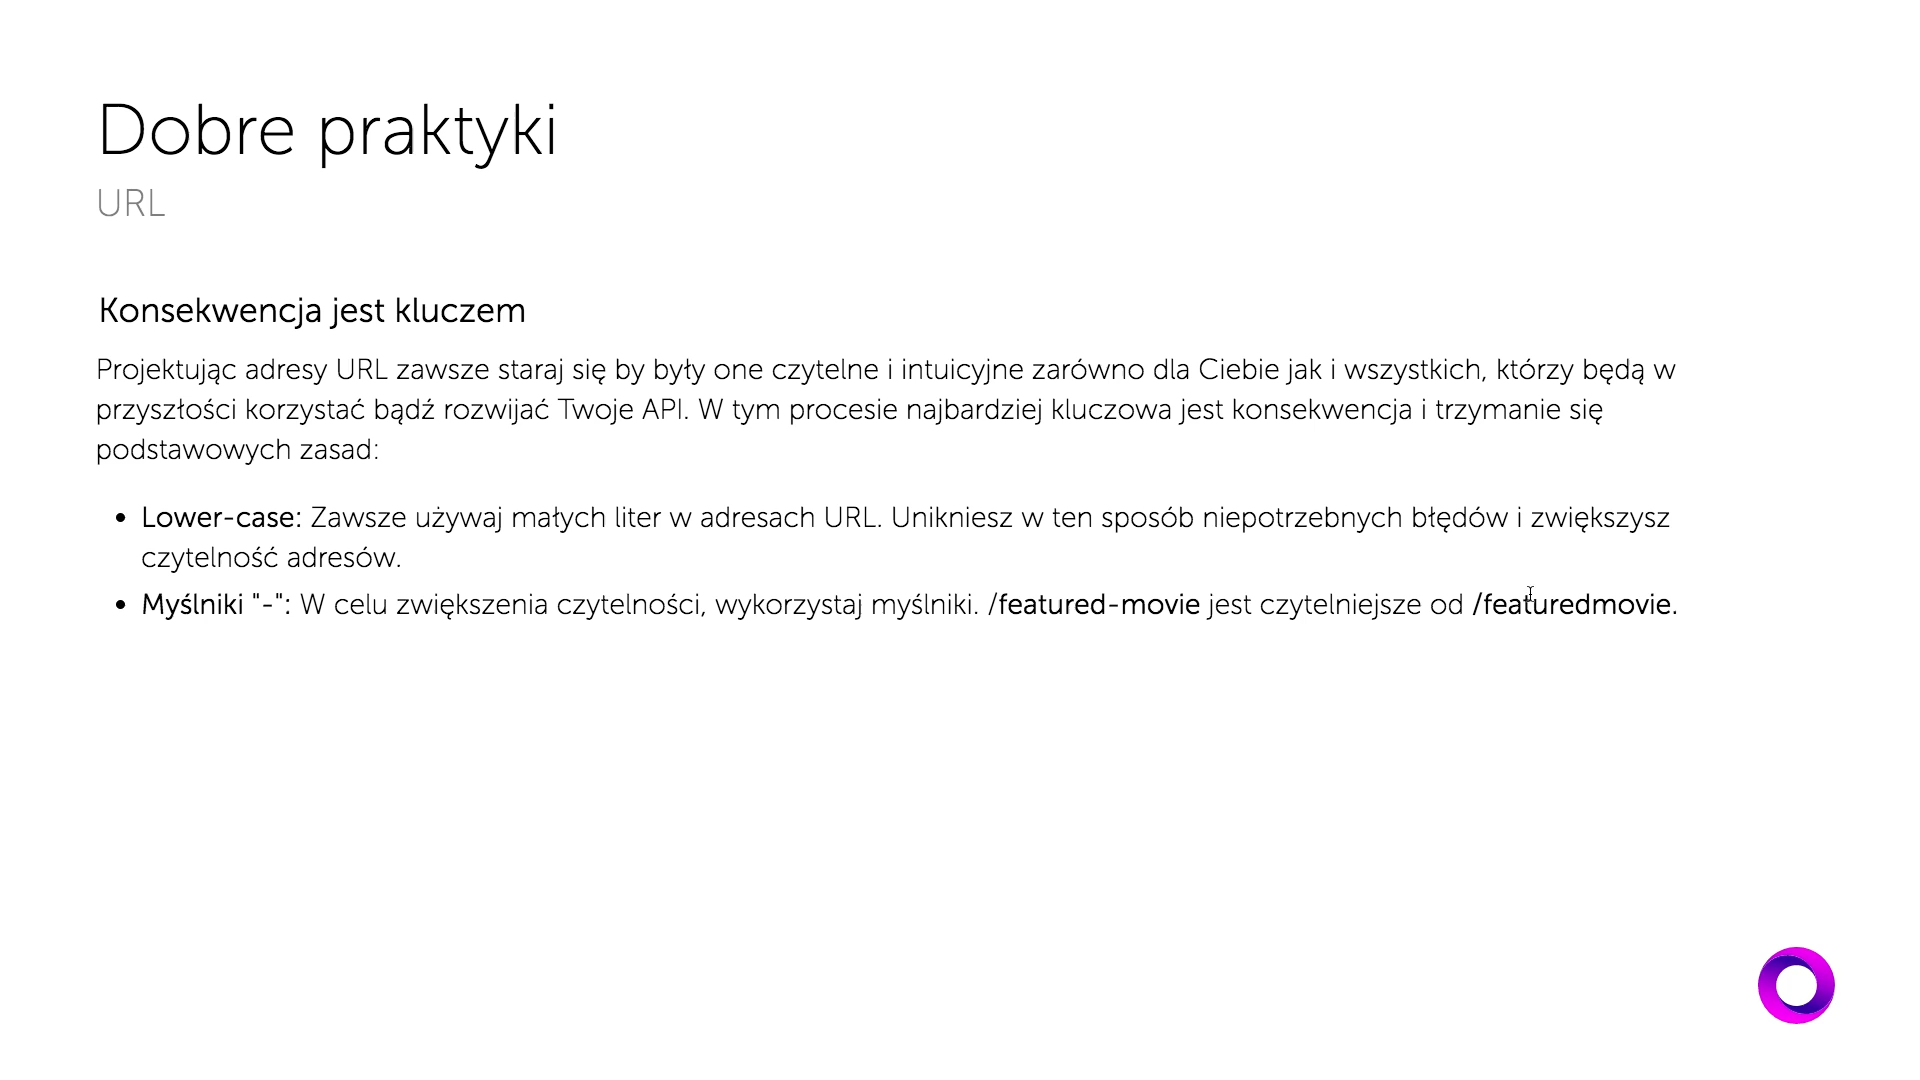 Dobre praktyki
URL
Konsekwencja jest kluczem
Projektując adresy URL zawsze staraj się by były one czytelne i intuicyjne zarówno dla Ciebie jak i wszystkich, którzy będą w
przyszłości korzystać bądź rozwijać Twoje API. W tym procesie najbardziej kluczowa jest konsekwencja i trzymanie się
podstawowych zasad:
• Lower-case: Zawsze używaj małych liter w adresach URL. Unikniesz w ten sposób niepotrzebnych błędów i zwiększysz
czytelność adresów.
• Myślniki "-": W celu zwiększenia czytelności, wykorzystaj myślniki. /featured-movie jest czytelniejsze od /featuredmovie.